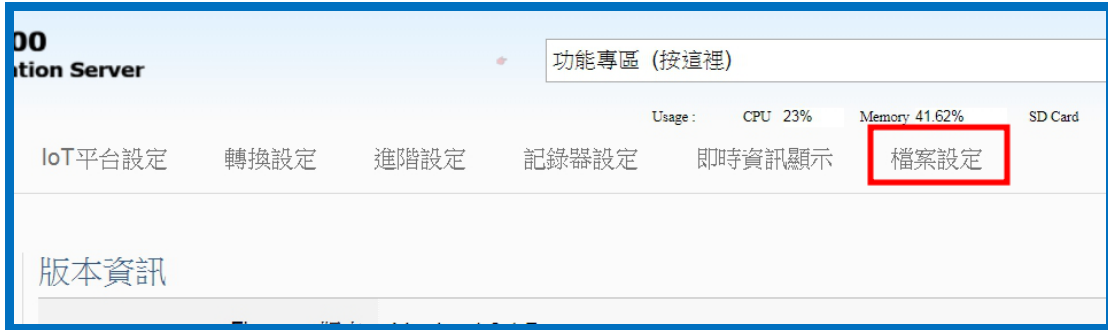 00
ation Server
功能專區 (按這裡)
Usage : CPU 23% Memory 41.62% SD Card
IoT平台設定 轉換設定 進階設定 記錄器設定 即時資訊顯示 檔案設定
版本資訊